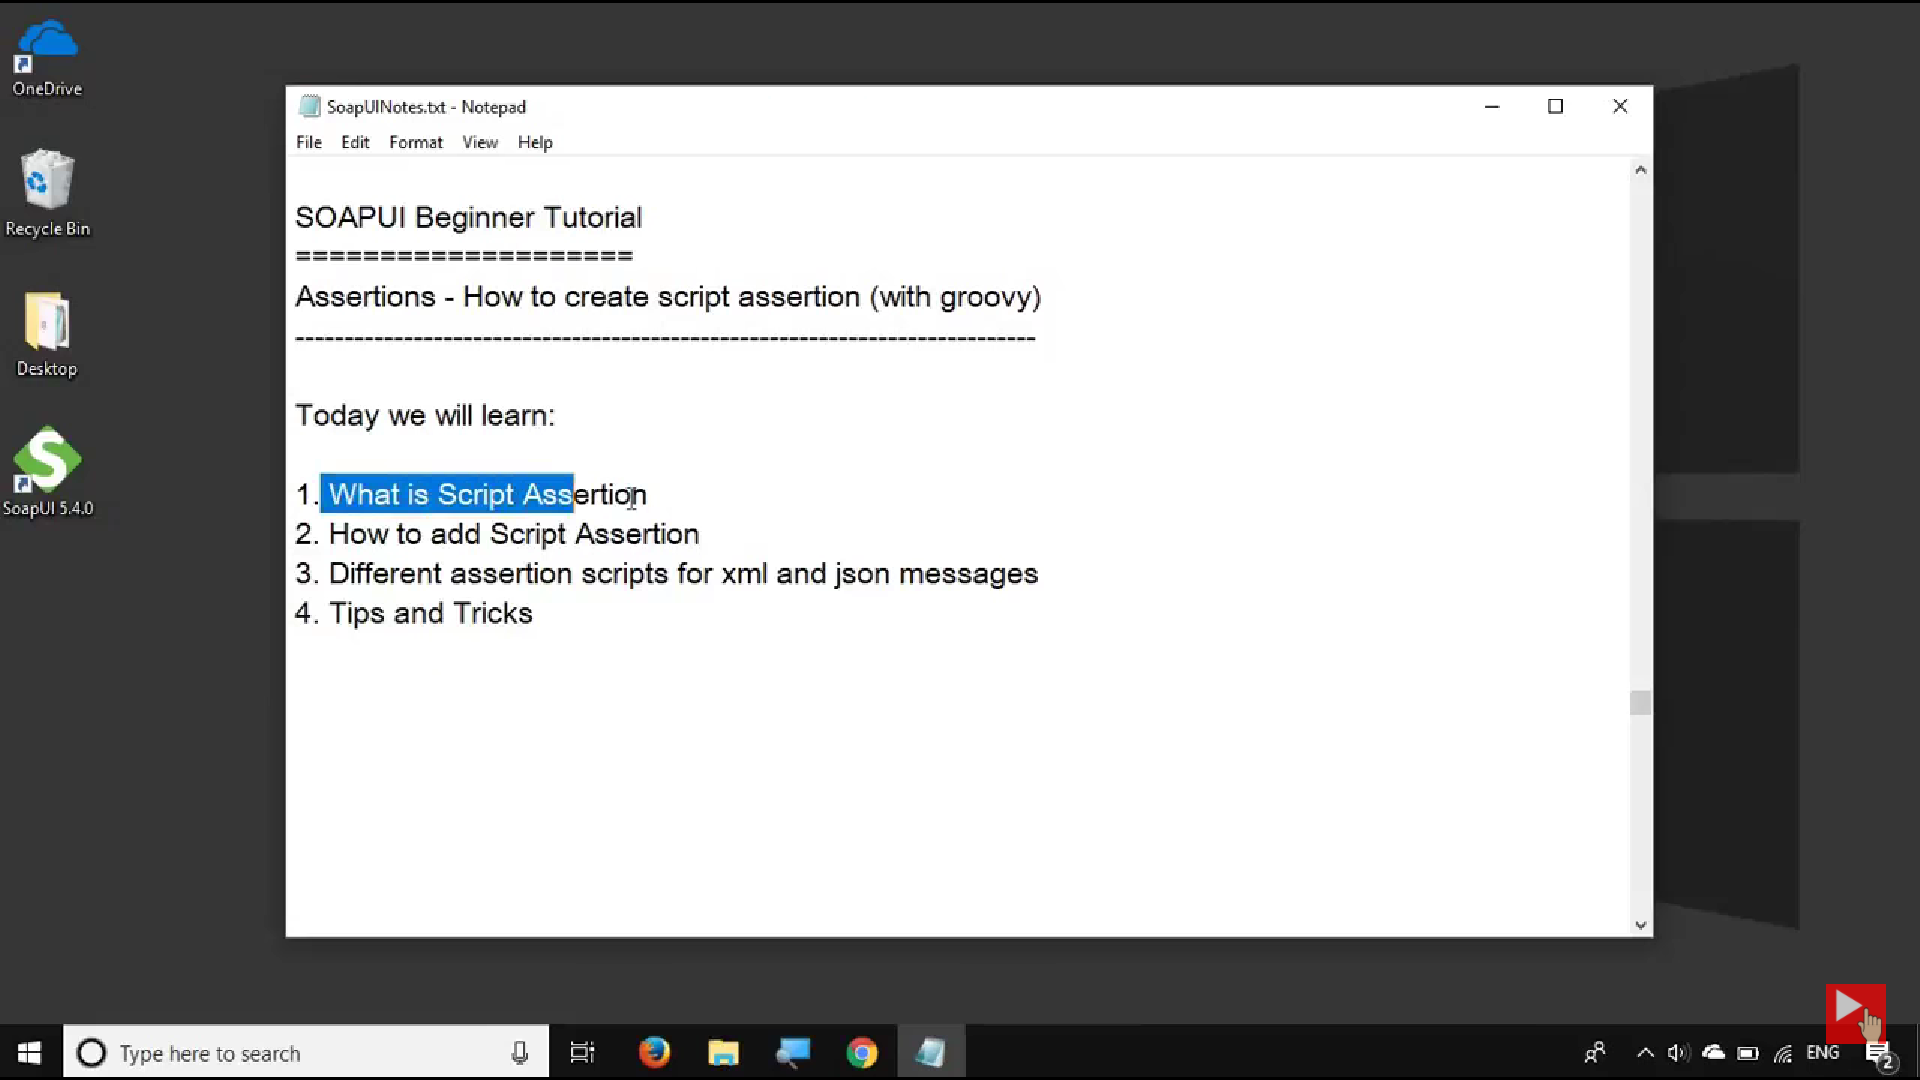 OneDrive
Recycle Bin
Desktop
SoapUI 5.4.0
SoapUINotes.txt - Notepad
File Edit Format View Help
SOAPUI Beginner Tutorial
====================
Assertions - How to create script assertion (with groovy)
---------------------------------------------------------------------------
Today we will learn:
1. What is Script Assertion
2. How to add Script Assertion
3. Different assertion scripts for xml and json messages
4. Tips and Tricks
Type here to search
ENG
2